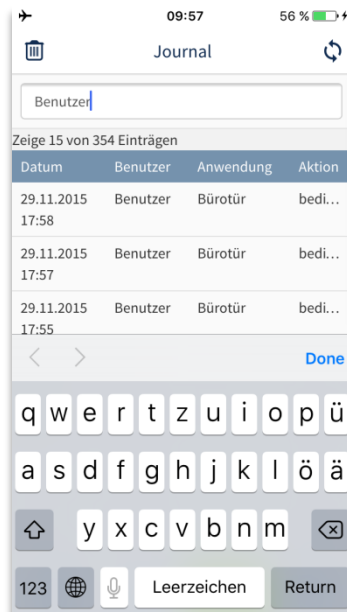 09:57
56 %
Journal
Benutzer
Zeige 15 von 354 Einträgen
Datum Benutzer Anwendung Aktion
29.11.2015 Benutzer Bürotür bedi...
17:58
29.11.2015 Benutzer Bürotür bedi...
17:57
29.11.2015 Benutzer Bürotür bedi...
17:55
Done
q w e r t z u i o p ü
a s d f g h j k l ö ä
y x c v b n m
123 Leerzeichen Return